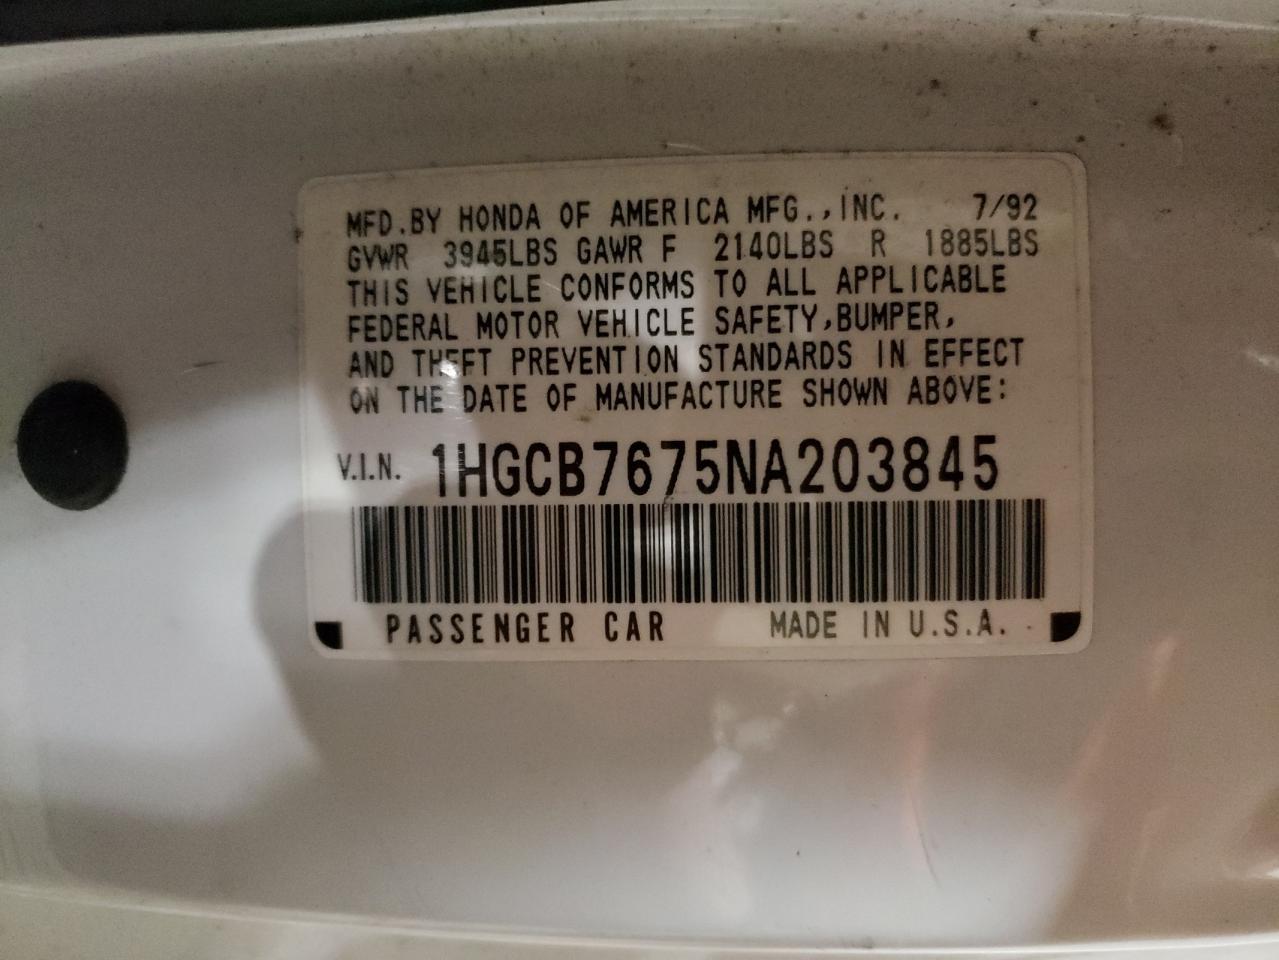 MFD.BY HONDA OF AMERICA MFG.,INC. 7/92
GVWR 3945LBS GAWR F 2140LBS R 1885LBS
THIS VEHICLE CONFORMS TO ALL APPLICABLE
FEDERAL MOTOR VEHICLE SAFETY,BUMPER,
AND THEFT PREVENTION STANDARDS IN EFFECT
ON THE DATE OF MANUFACTURE SHOWN ABOVE:
V.I.N. 1HGCB7675NA203845
PASSENGER CAR MADE IN U.S.A.